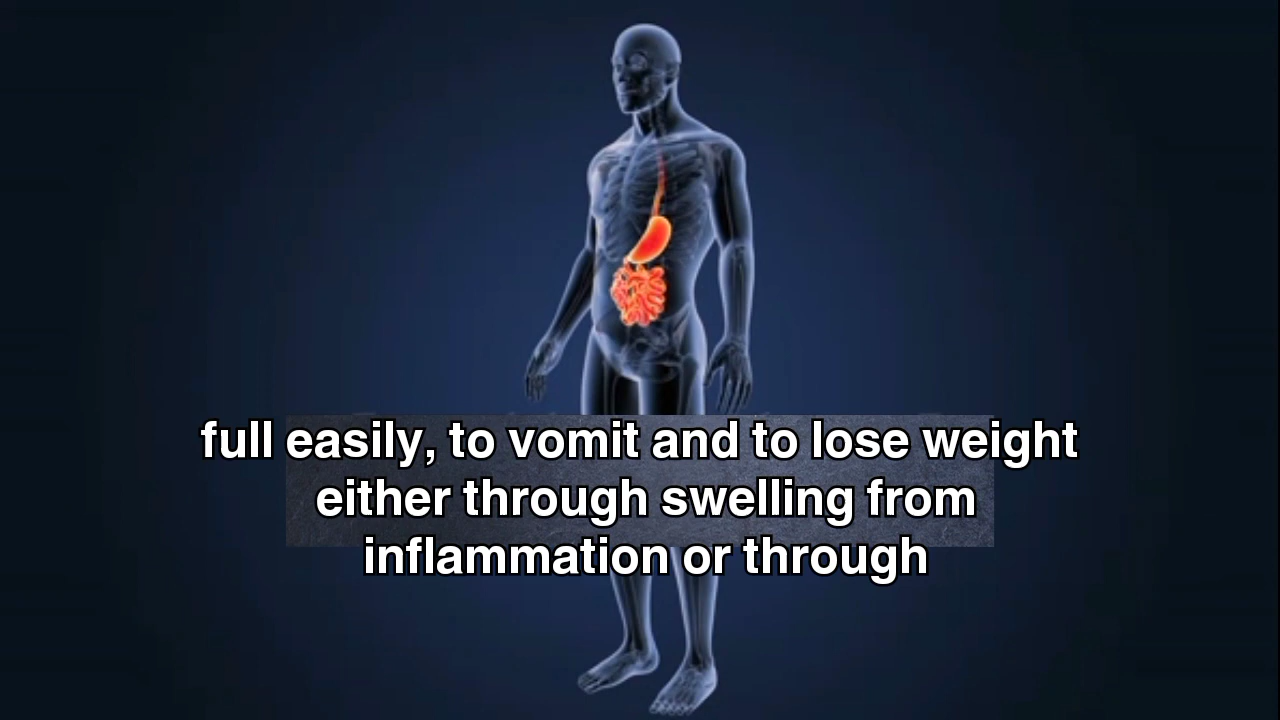 full easily, to vomit and to lose weight
either through swelling from
inflammation or through